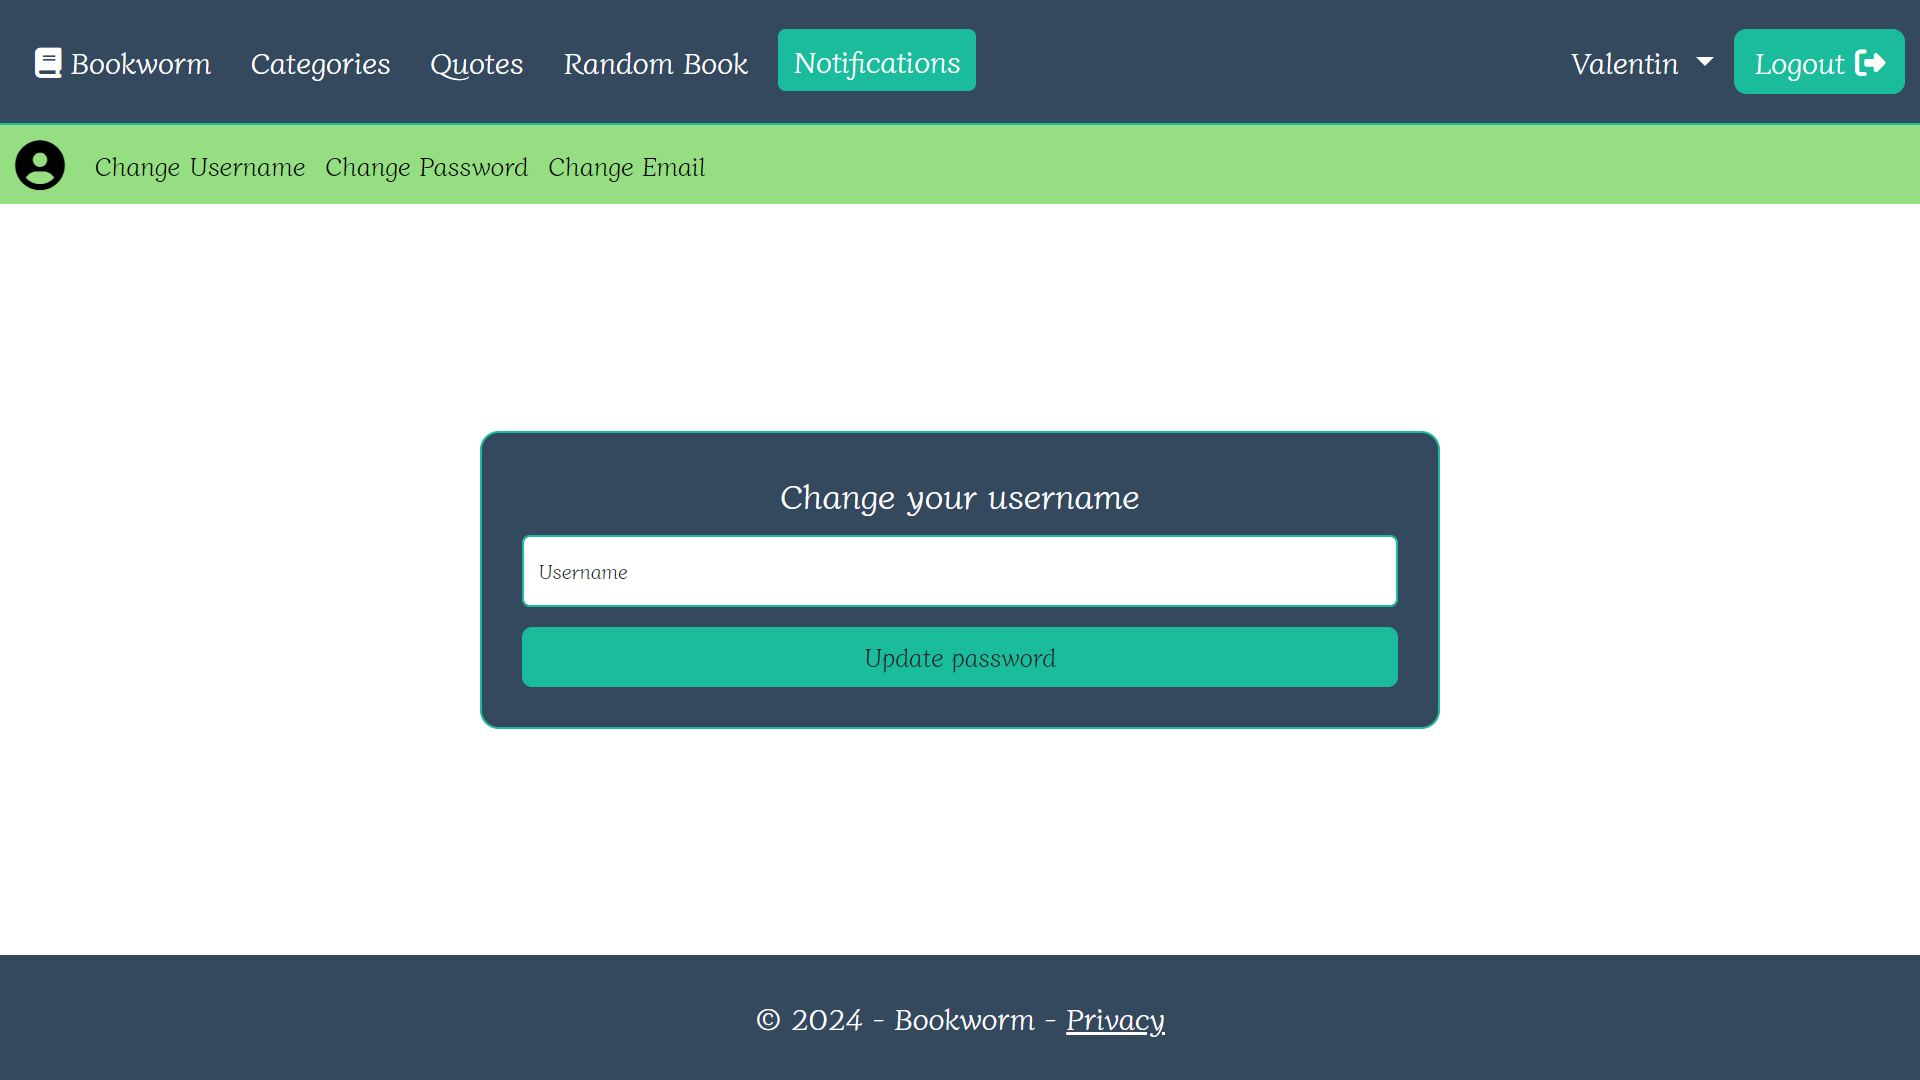 Bookworm Categories Quotes Random Book Notifications Valentin Logout
Change Username Change Password Change Email
Change your username
Username
Update password
© 2024 - Bookworm - Privacy